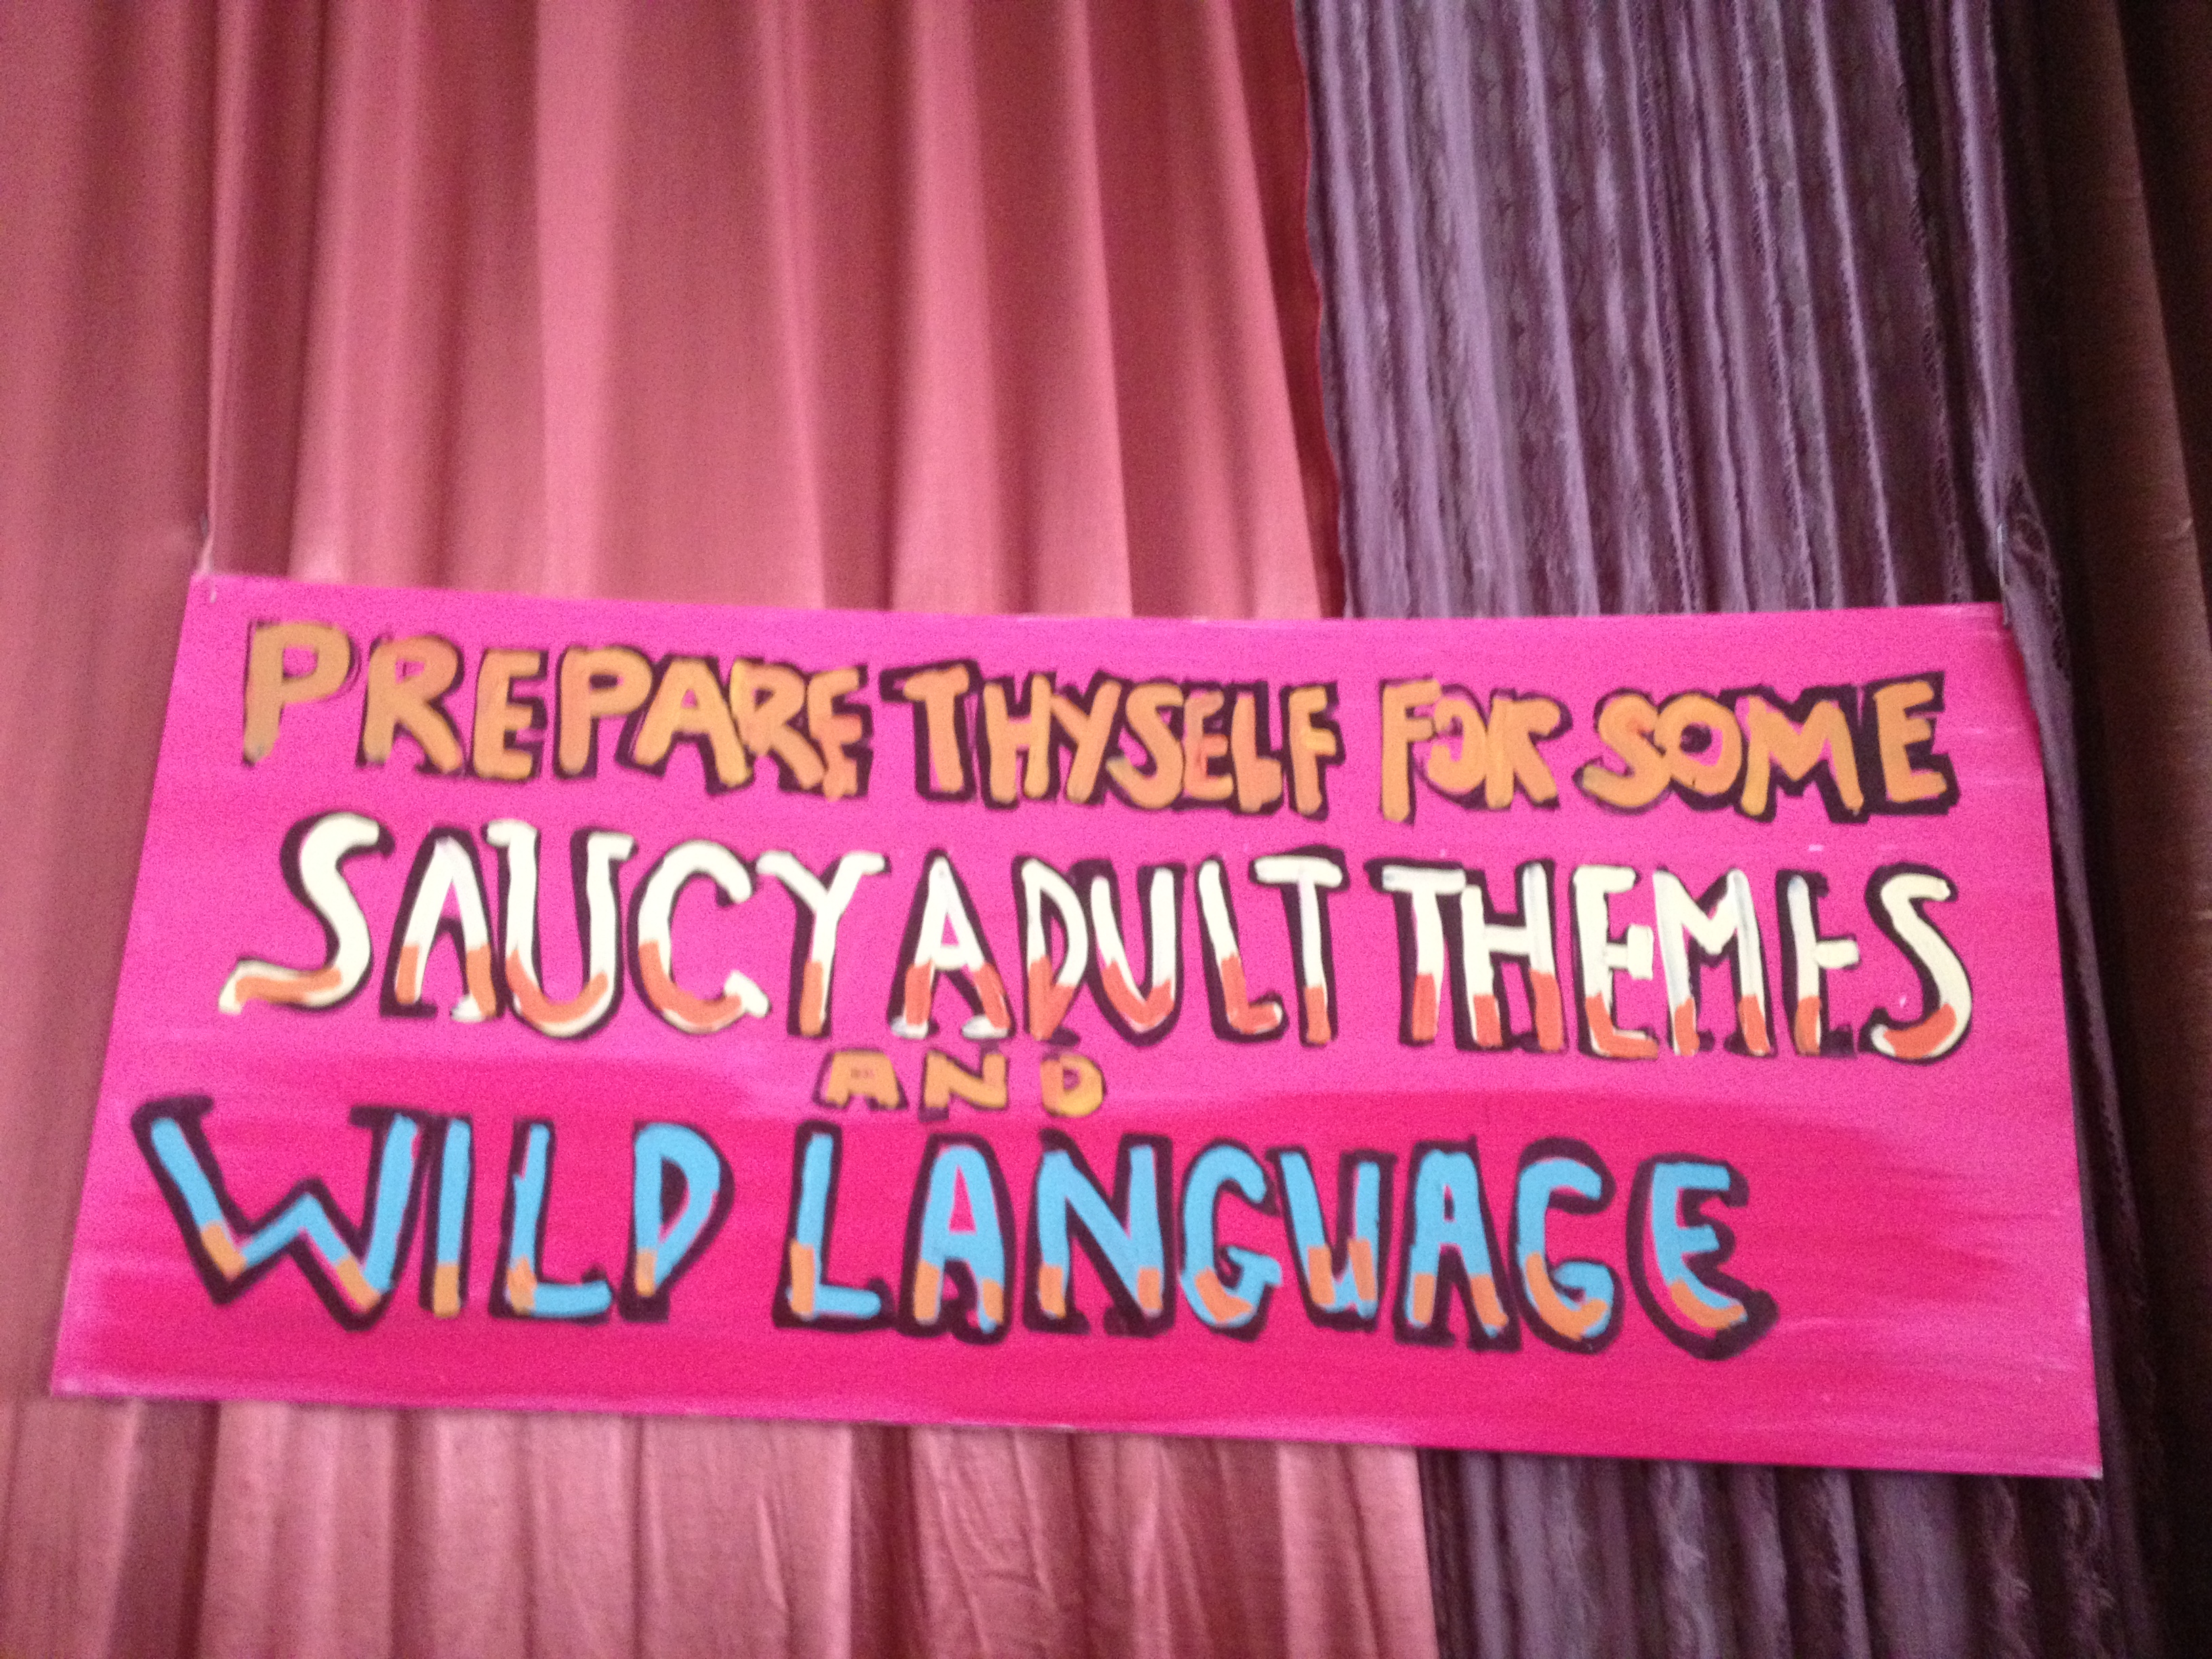 PREPARE THYSELF FOR SOME
SAUCY ADULT THEMES
AND
WILD LANGUAGE